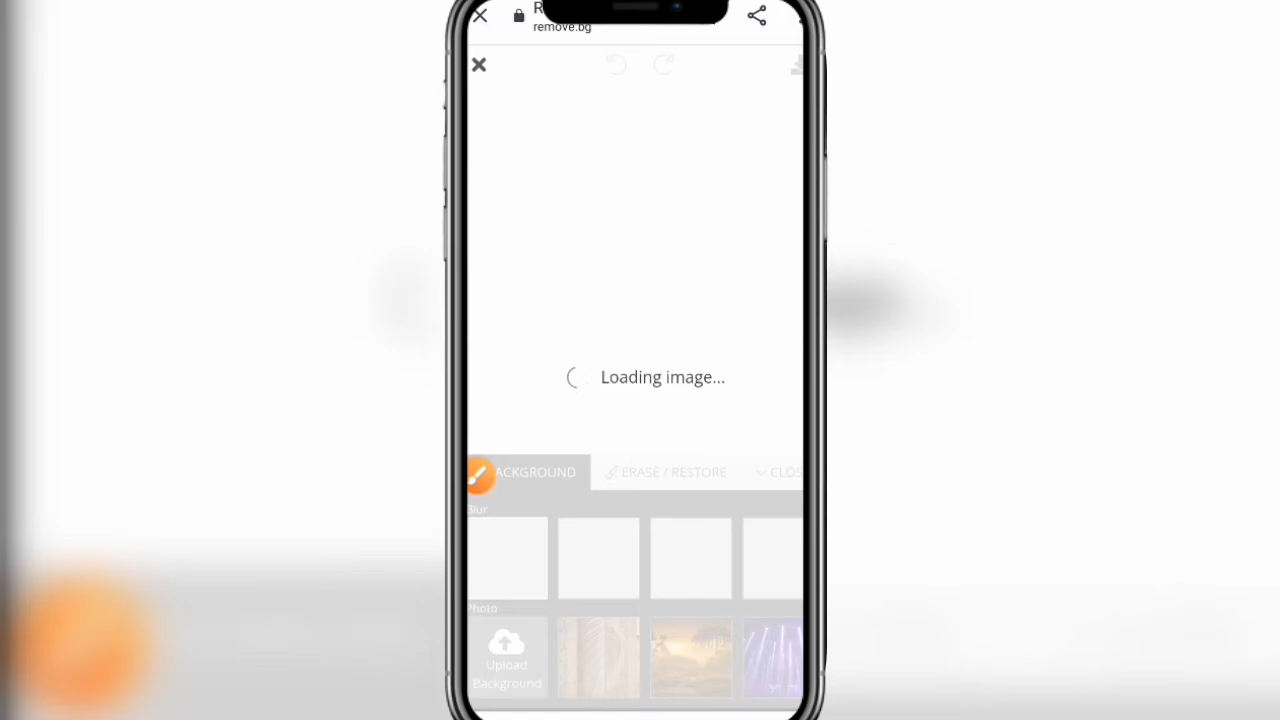 R
remove.bg
Loading image...
ACKGROUND
ERASE / RESTORE
CLOS
Blur
Photo
Upload
Background